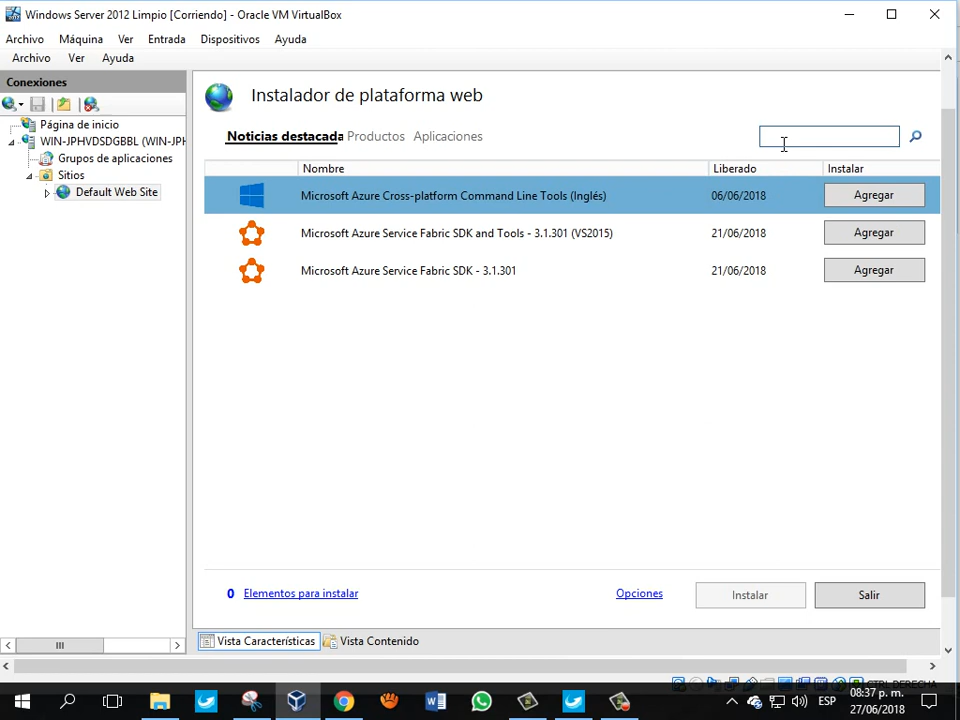 Windows Server 2012 Limpio [Corriendo] - Oracle VM VirtualBox
Archivo Máquina Ver Entrada Dispositivos Ayuda
Archivo Ver Ayuda
Conexiones
Página de inicio
WIN-JPHVDSDGBBL (WIN-JPH
Grupos de aplicaciones
Sitios
Default Web Site
Instalador de plataforma web
Noticias destacada Productos Aplicaciones
Nombre Liberado Instalar
Microsoft Azure Cross-platform Command Line Tools (Inglés) 06/06/2018 Agregar
Microsoft Azure Service Fabric SDK and Tools - 3.1.301 (VS2015) 21/06/2018 Agregar
Microsoft Azure Service Fabric SDK - 3.1.301 21/06/2018 Agregar
0 Elementos para instalar Opciones Instalar Salir
Vista Características Vista Contenido
CTRL DERECHA
ESP 08:37 p. m.
27/06/2018